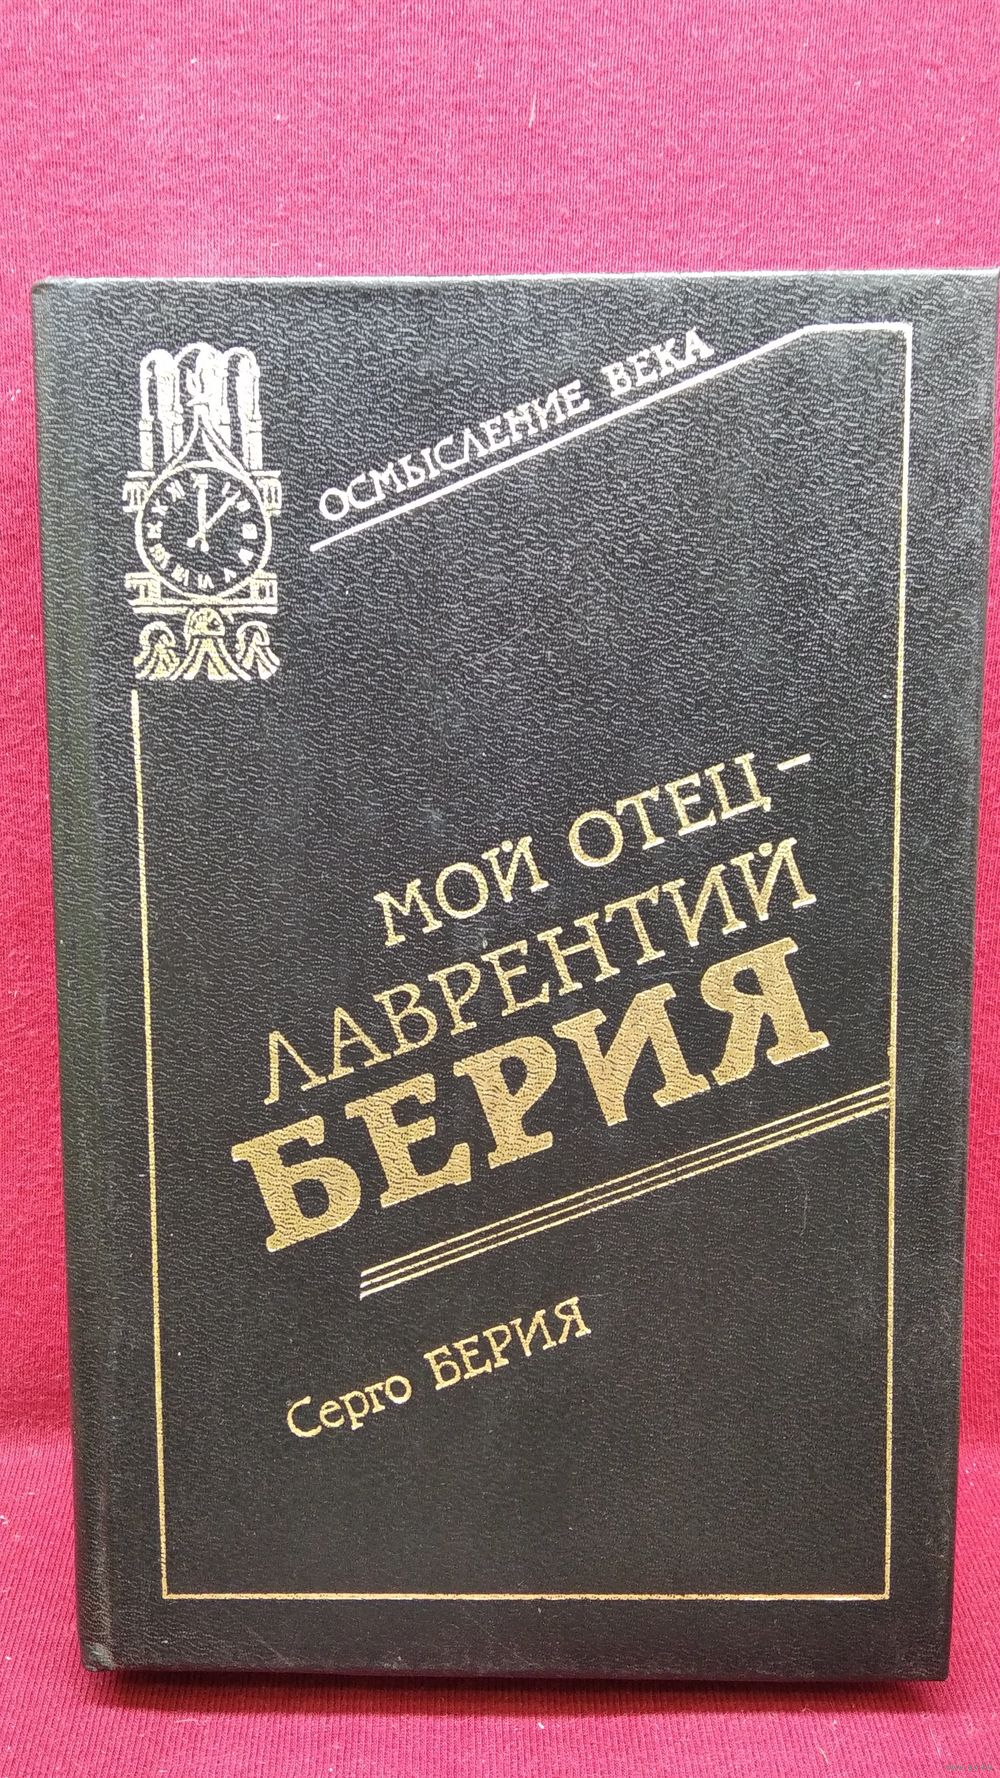 ОСМЫСЛЕНИЕ ВЕКА
МОЙ ОТЕЦ –
ЛАВРЕНТИЙ
БЕРИЯ
Серго БЕРИЯ